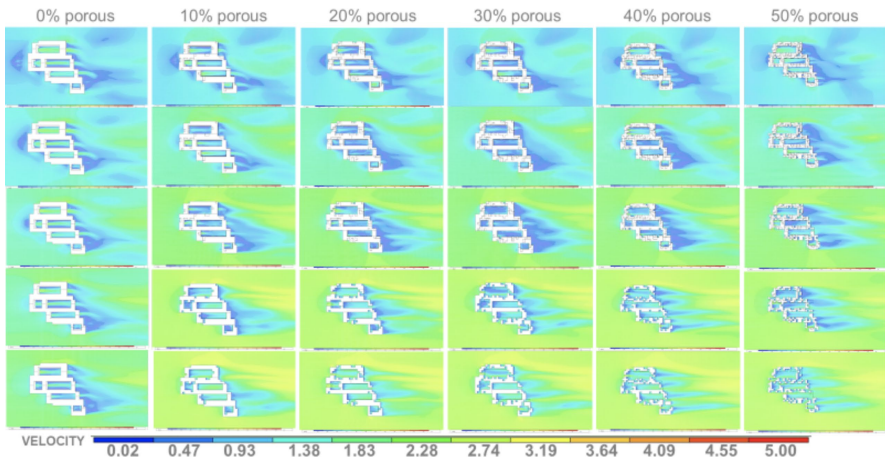 0% porous 10% porous 20% porous 30% porous 40% porous 50% porous
VELOCITY
0.02 0.47 0.93 1.38 1.83 2.28 2.74 3.19 3.64 4.09 4.55 5.00